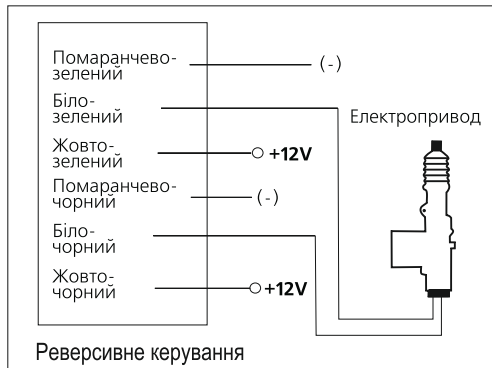 Помаранчево-
зелений
(-)
Біло-
зелений
Електропривод
Жовто-
зелений
+12V
Помаранчево-
чорний
(-)
Біло-
чорний
Жовто-
чорний
+12V
Реверсивне керування